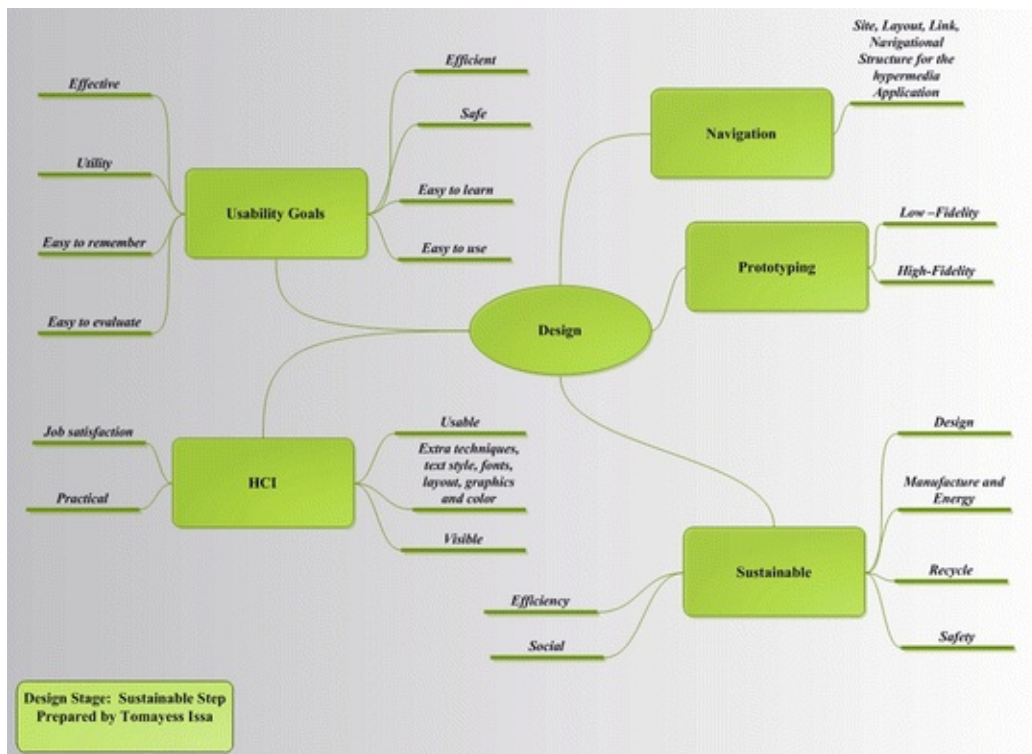 Effective
Utility
Easy to remember
Easy to evaluate
Usability Goals
Efficient
Safe
Easy to learn
Easy to use
Site, Layout, Link,
Navigational
Structure for the
hypermedia
Application
Navigation
Low –Fidelity
High-Fidelity
Prototyping
Design
Job satisfaction
Practical
HCI
Usable
Extra techniques,
text style, fonts,
layout, graphics
and color
Visible
Design
Manufacture and
Energy
Recycle
Safety
Sustainable
Efficiency
Social
Design Stage:  Sustainable Step
Prepared by Tomayess Issa